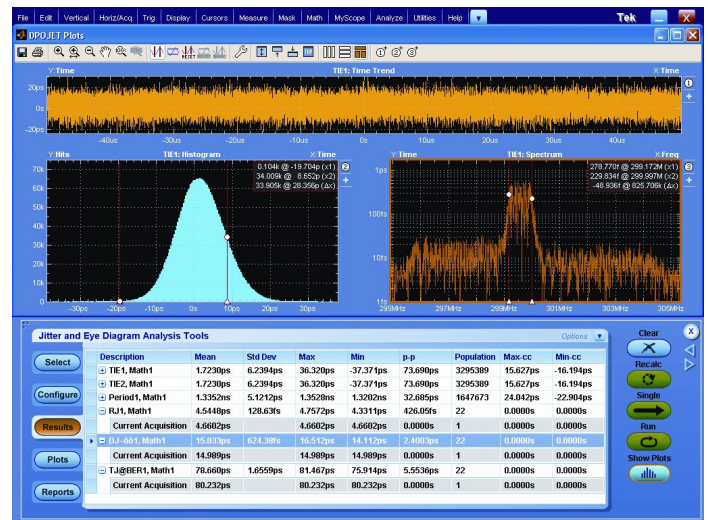 File Edit Vertical Horiz/Acq Trig Display Cursors Measure Mask Math MyScope Analyze Utilities Help Tek X
DPOJET Plots
Y:Time TIE1: Time Trend X:Time
20ps
0s
-20ps
-40us -30us -20us -10us 0s 10us 20us 30us 40us
Y:Hits TIE1: Histogram X:Time
0.104k @ -19.704p (x1)
34.009k @ 8.652p (x2)
33.905k @ 28.356p (Δx)
70k
60k
50k
40k
30k
20k
10k
0
-30ps -20ps -10ps 0s 10ps 20ps 30ps
Y:Time TIE1: Spectrum X:Freq
278.770f @ 299.172M (x1)
229.834f @ 299.997M (x2)
-48.936f @ 825.706k (Δx)
1ps
100fs
10fs
1fs
295MHz 297MHz 299MHz 301MHz 303MHz 305MHz
Jitter and Eye Diagram Analysis Tools Options
Select
Configure
Results
Plots
Reports
Description Mean Std Dev Max Min p-p Population Max-cc Min-cc
TIE1, Math1 1.7230ps 6.2394ps 36.320ps -37.371ps 73.690ps 3295389 15.627ps -16.194ps
TIE2, Math1 1.7230ps 6.2394ps 36.320ps -37.371ps 73.690ps 3295389 15.627ps -16.194ps
Period1, Math1 1.3352ns 5.1212ps 1.3528ns 1.3202ns 32.685ps 1647673 24.042ps -22.904ps
RJ1, Math1 4.5448ps 128.63fs 4.7572ps 4.3311ps 426.05fs 22 0.0000s 0.0000s
Current Acquisition 4.6602ps 4.6602ps 4.6602ps 0.0000s 1 0.0000s 0.0000s
DJ-δδ1, Math1 15.033ps 624.38fs 16.512ps 14.112ps 2.4003ps 22 0.0000s 0.0000s
Current Acquisition 14.989ps 14.989ps 14.989ps 0.0000s 1 0.0000s 0.0000s
TJ@BER1, Math1 78.660ps 1.6559ps 81.467ps 75.914ps 5.5536ps 22 0.0000s 0.0000s
Current Acquisition 80.232ps 80.232ps 80.232ps 0.0000s 1 0.0000s 0.0000s
Clear
Recalc
Single
Run
Show Plots